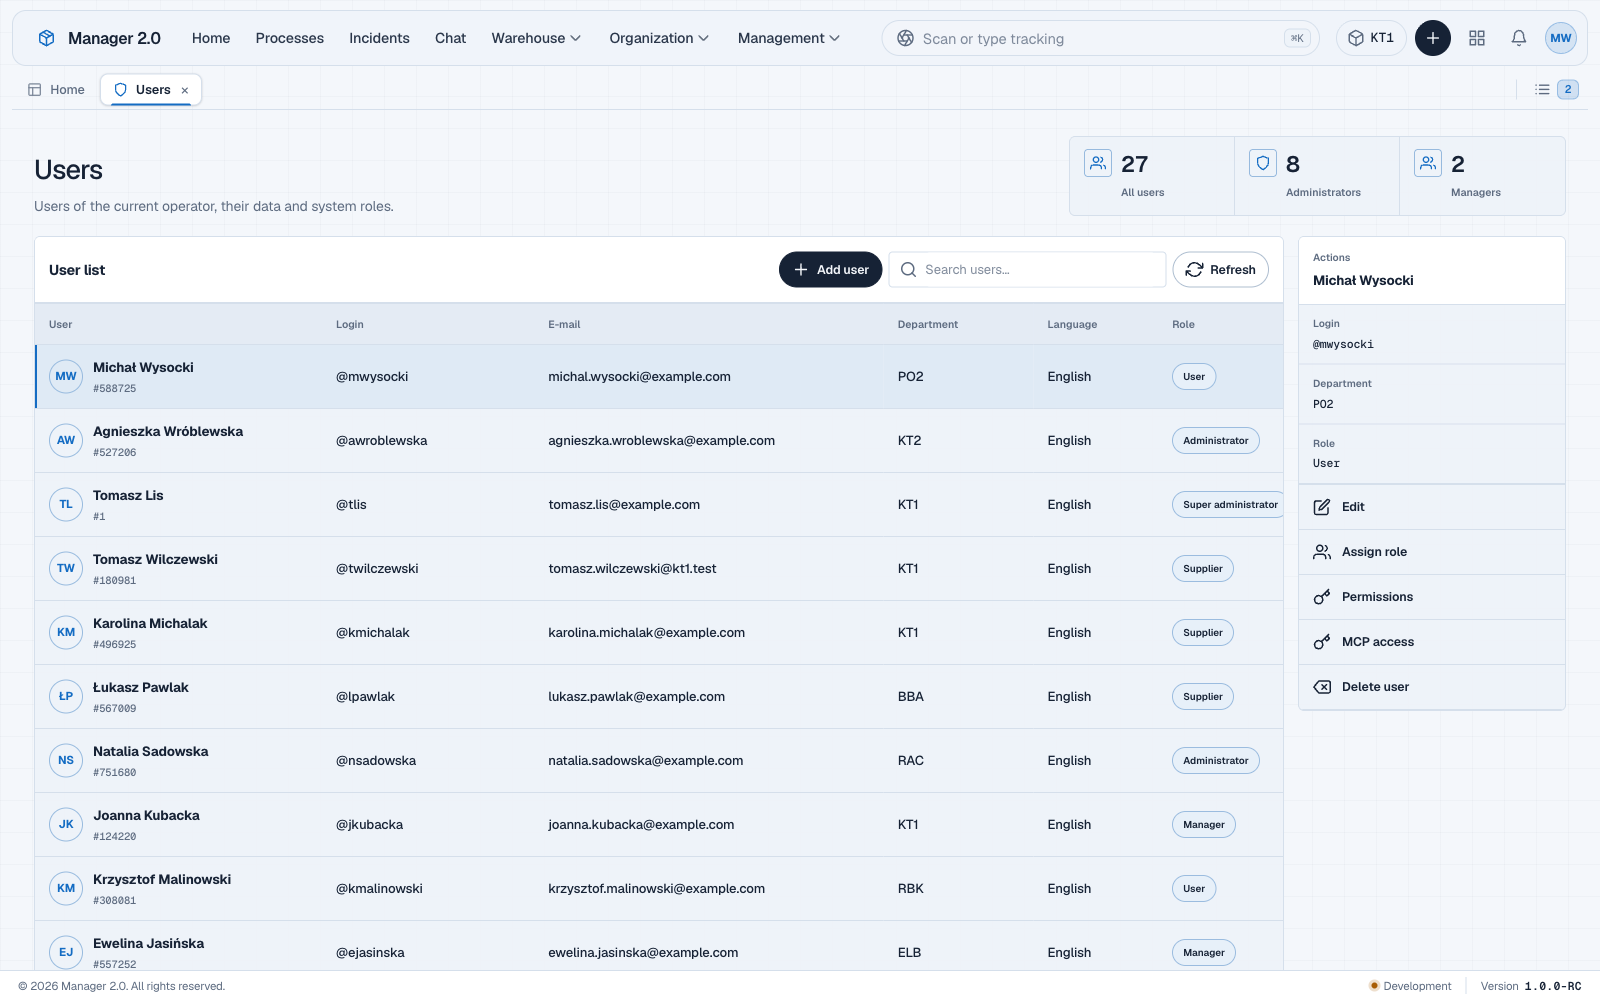 Manager 2.0 Home Processes Incidents Chat Warehouse Organization Management Scan or type tracking ⌘K KT1 MW
Home Users × 2
Users
Users of the current operator, their data and system roles.
27 8 2
All users Administrators Managers
User list Add user Search users... Refresh
User Login E-mail Department Language Role
MW Michał Wysocki #588725 @mwysocki michal.wysocki@example.com PO2 English User
AW Agnieszka Wróblewska #527206 @awroblewska agnieszka.wroblewska@example.com KT2 English Administrator
TL Tomasz Lis #1 @tlis tomasz.lis@example.com KT1 English Super administrator
TW Tomasz Wilczewski #180981 @twilczewski tomasz.wilczewski@kt1.test KT1 English Supplier
KM Karolina Michalak #496925 @kmichalak karolina.michalak@example.com KT1 English Supplier
ŁP Łukasz Pawlak #567009 @lpawlak lukasz.pawlak@example.com BBA English Supplier
NS Natalia Sadowska #751680 @nsadowska natalia.sadowska@example.com RAC English Administrator
JK Joanna Kubacka #124220 @jkubacka joanna.kubacka@example.com KT1 English Manager
KM Krzysztof Malinowski #308081 @kmalinowski krzysztof.malinowski@example.com RBK English User
EJ Ewelina Jasińska #557252 @ejasinska ewelina.jasinska@example.com ELB English Manager
Actions
Michał Wysocki
Login
@mwysocki
Department
PO2
Role
User
Edit
Assign role
Permissions
MCP access
Delete user
© 2026 Manager 2.0. All rights reserved. Development Version 1.0.0-RC